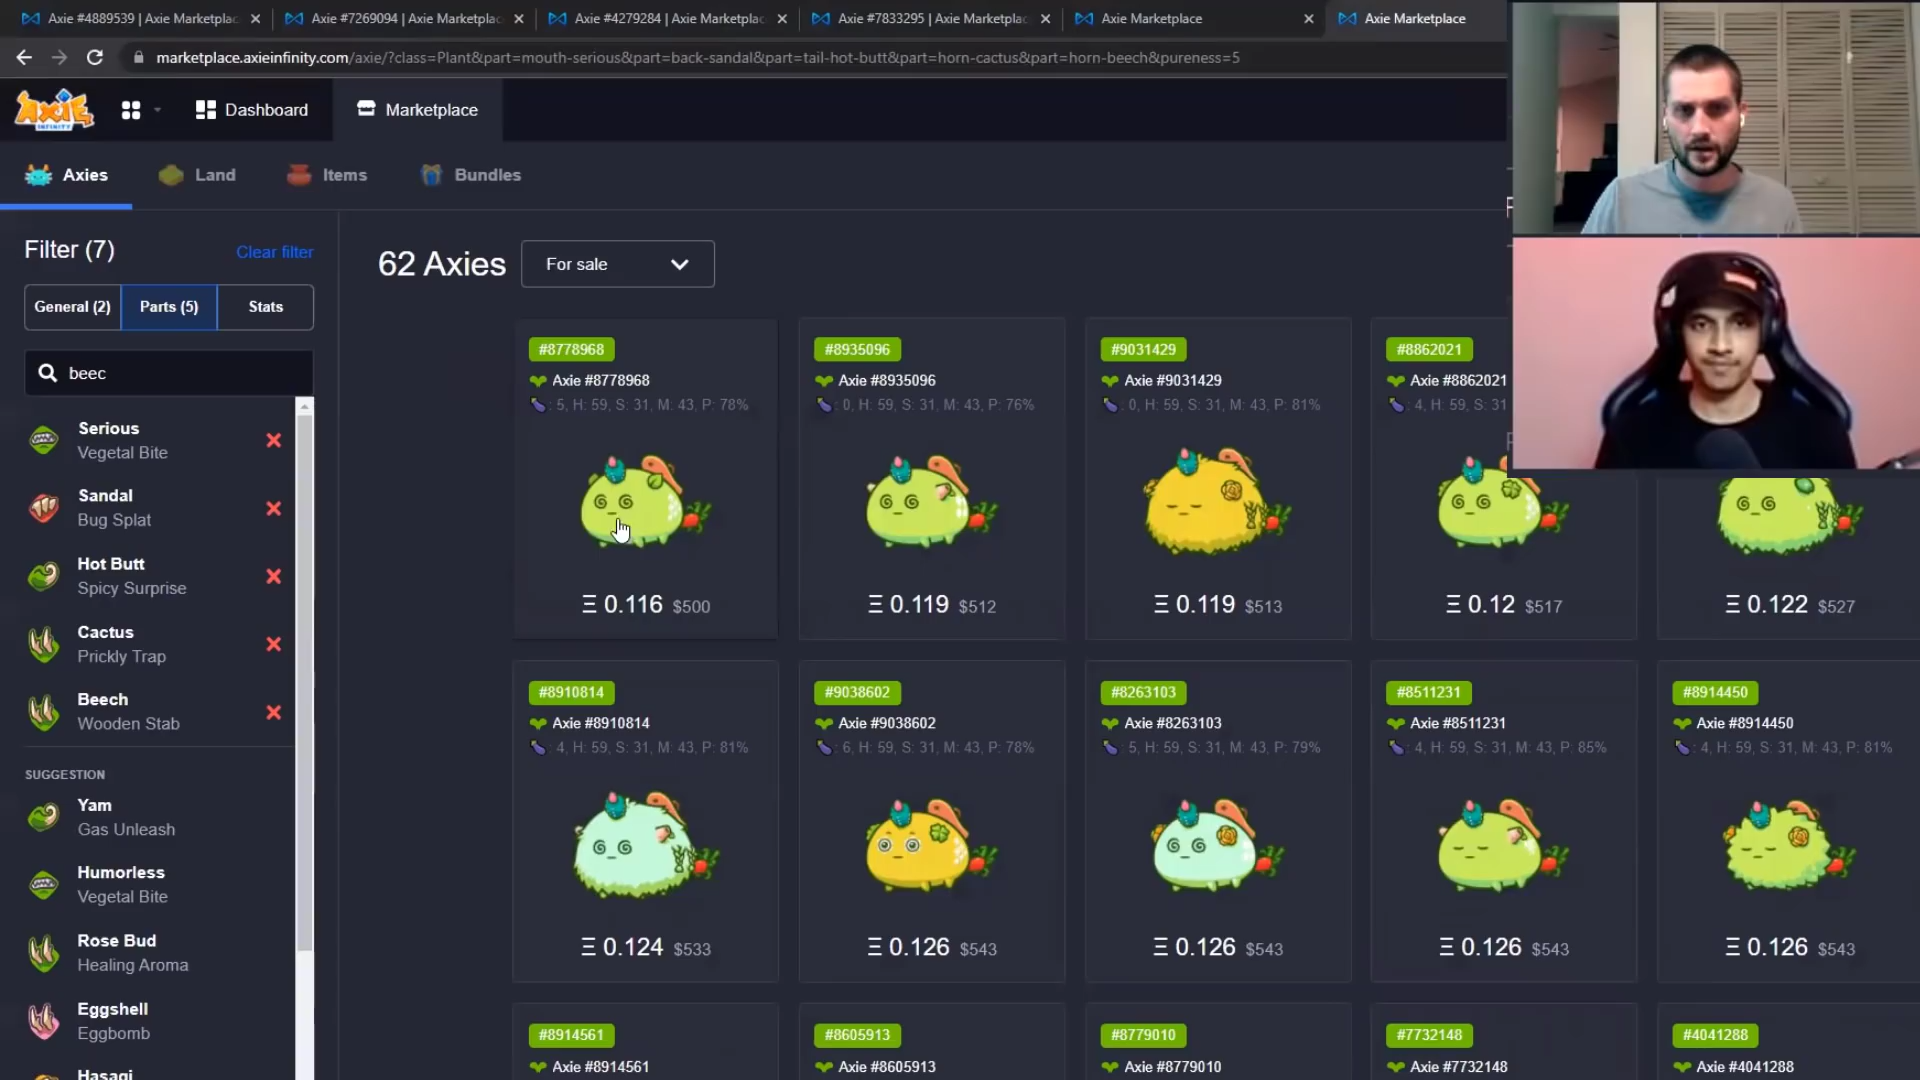 Axie #4889539 | Axie Marketplac
Axie #7269094 | Axie Marketplac
Axie #4279284 | Axie Marketplac
Axie #7833295 | Axie Marketplac
Axie Marketplace
Axie Marketplace
marketplace.axieinfinity.com/axie/?class=Plant&part=mouth-serious&part=back-sandal&part=tail-hot-butt&part=horn-cactus&part=horn-beech&pureness=5
AXIE
INFINITY
Dashboard
Marketplace
Axies
Land
Items
Bundles
Filter (7)
Clear filter
General (2)
Parts (5)
Stats
beec
Serious
Vegetal Bite
Sandal
Bug Splat
Hot Butt
Spicy Surprise
Cactus
Prickly Trap
Beech
Wooden Stab
SUGGESTION
Yam
Gas Unleash
Humorless
Vegetal Bite
Rose Bud
Healing Aroma
Eggshell
Eggbomb
Hasagi
62 Axies
For sale
#8778968
Axie #8778968
: 5, H: 59, S: 31, M: 43, P: 78%
Ξ 0.116 $500
#8935096
Axie #8935096
: 0, H: 59, S: 31, M: 43, P: 76%
Ξ 0.119 $512
#9031429
Axie #9031429
: 0, H: 59, S: 31, M: 43, P: 81%
Ξ 0.119 $513
#8862021
Axie #8862021
: 4, H: 59, S: 31
Ξ 0.12 $517
Ξ 0.122 $527
#8910814
Axie #8910814
: 4, H: 59, S: 31, M: 43, P: 81%
Ξ 0.124 $533
#9038602
Axie #9038602
: 6, H: 59, S: 31, M: 43, P: 78%
Ξ 0.126 $543
#8263103
Axie #8263103
: 5, H: 59, S: 31, M: 43, P: 79%
Ξ 0.126 $543
#8511231
Axie #8511231
: 4, H: 59, S: 31, M: 43, P: 85%
Ξ 0.126 $543
#8914450
Axie #8914450
: 4, H: 59, S: 31, M: 43, P: 81%
Ξ 0.126 $543
#8914561
Axie #8914561
#8605913
Axie #8605913
#8779010
Axie #8779010
#7732148
Axie #7732148
#4041288
Axie #4041288